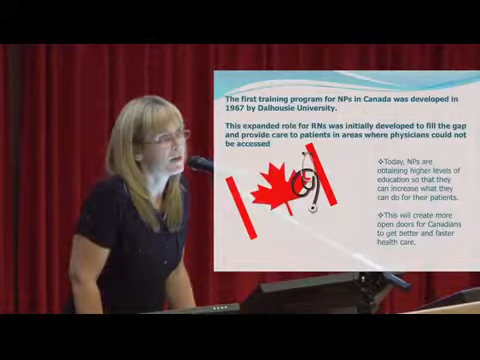 The first training program for NPs in Canada was developed in
1967 by Dalhousie University.
This expanded role for RNs was initially developed to fill the gap
and provide care to patients in areas where physicians could not
be accessed
❖Today, NPs are
obtaining higher levels of
education so that they
can increase what they
can do for their patients.
❖This will create more
open doors for Canadians
to get better and faster
health care.